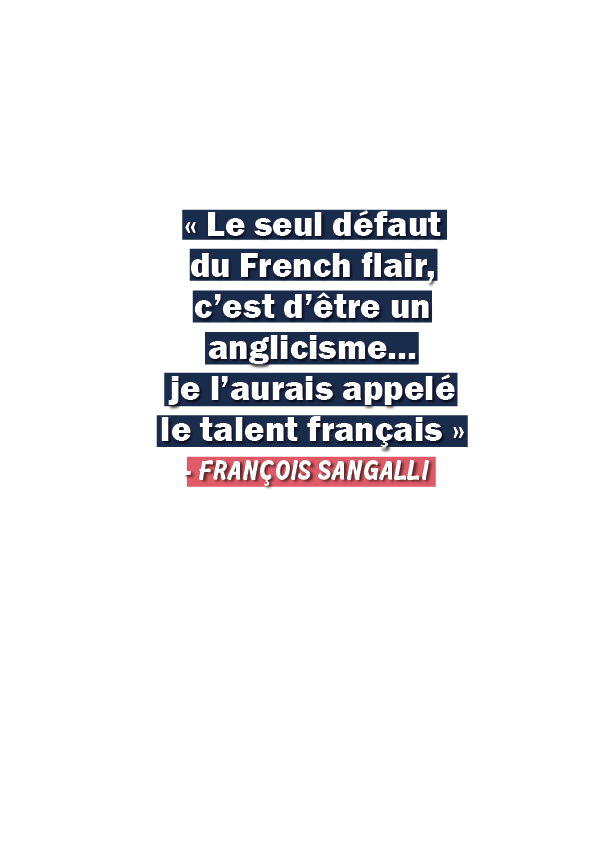 « Le seul défaut
du French flair,
c’est d’être un
anglicisme...
je l’aurais appelé
le talent français »
- FRANÇOIS SANGALLI